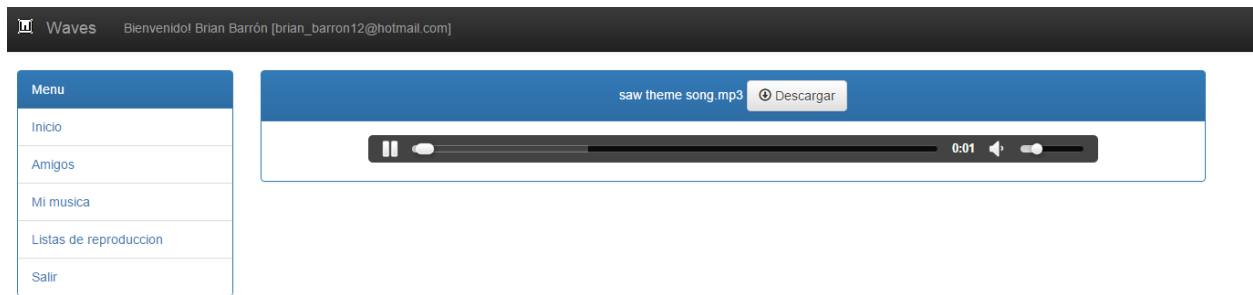 Waves Bienvenido! Brian Barrón [brian_barron12@hotmail.com]
Menu
Inicio
Amigos
Mi musica
Listas de reproduccion
Salir
saw theme song.mp3 Descargar
0:01